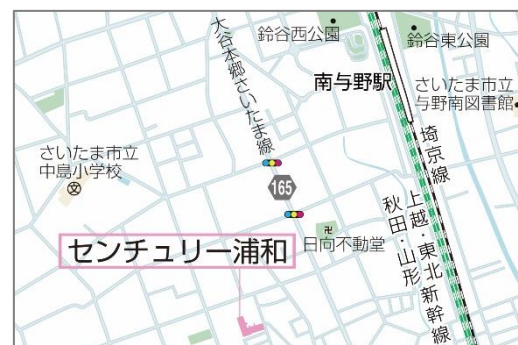 鈴谷西公園
鈴谷東公園
大谷本郷さいたま線
南与野駅
さいたま市立
与野南図書館
さいたま市立
中島小学校
埼京線
165
上越・東北新幹線
秋田・山形
日向不動堂
センチュリー浦和